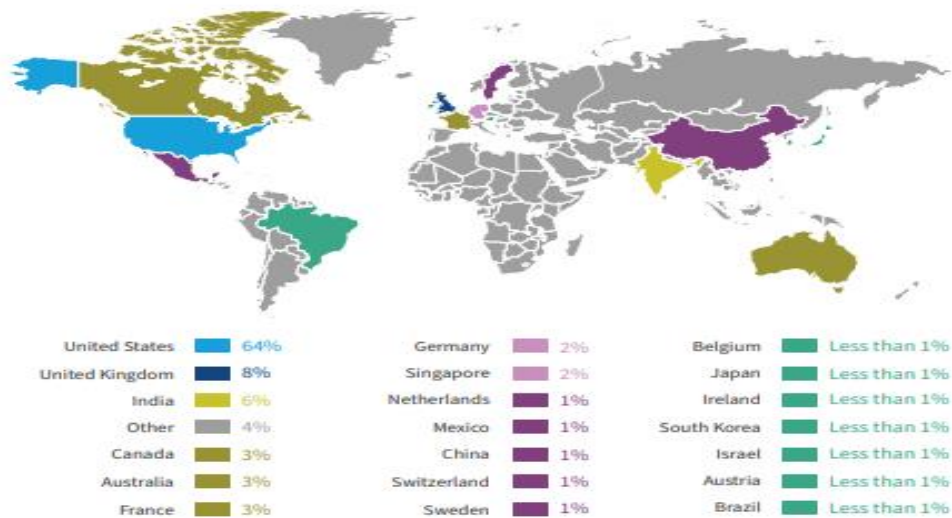 United States 64%
United Kingdom 8%
India 6%
Other 4%
Canada 3%
Australia 3%
France 3%
Germany 2%
Singapore 2%
Netherlands 1%
Mexico 1%
China 1%
Switzerland 1%
Sweden 1%
Belgium Less than 1%
Japan Less than 1%
Ireland Less than 1%
South Korea Less than 1%
Israel Less than 1%
Austria Less than 1%
Brazil Less than 1%